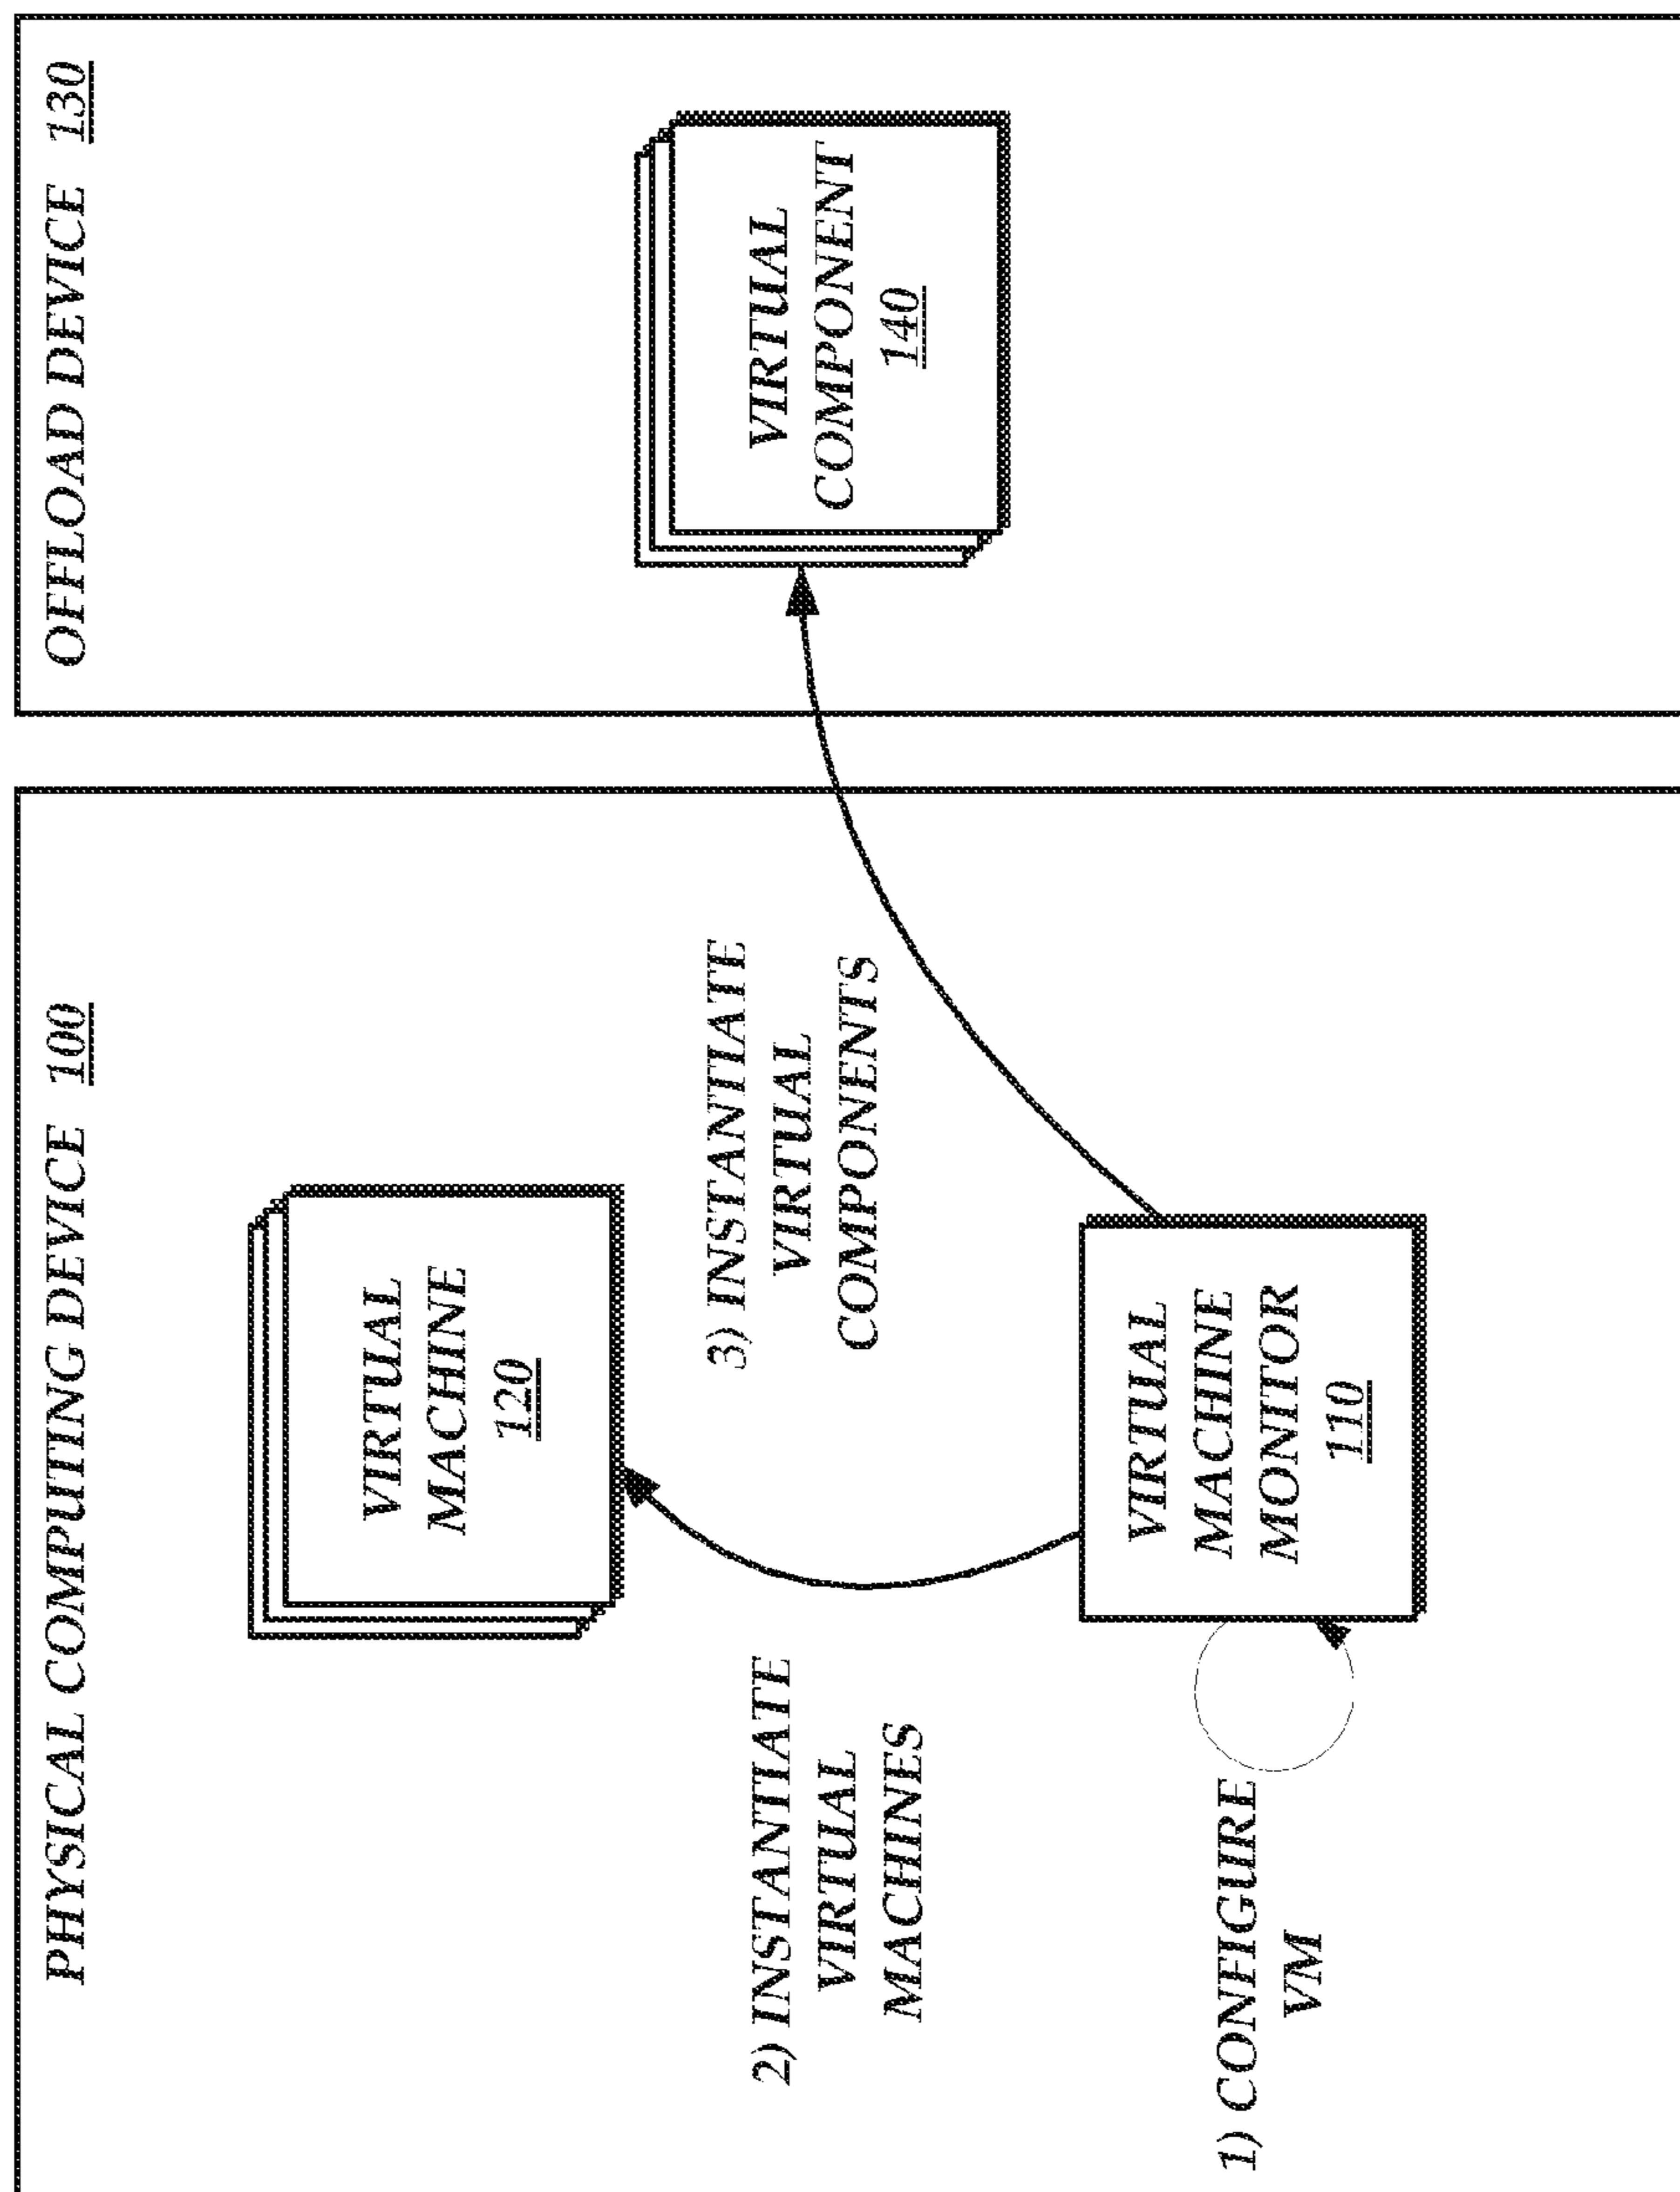 PHYSICAL COMPUTING DEVICE 100
OFFLOAD DEVICE 130
VIRTUAL
MACHINE
120
VIRTUAL
COMPONENT
140
3) INSTANTIATE
VIRTUAL
COMPONENTS
2) INSTANTIATE
VIRTUAL
MACHINES
VIRTUAL
MACHINE
MONITOR
110
1) CONFIGURE
VM